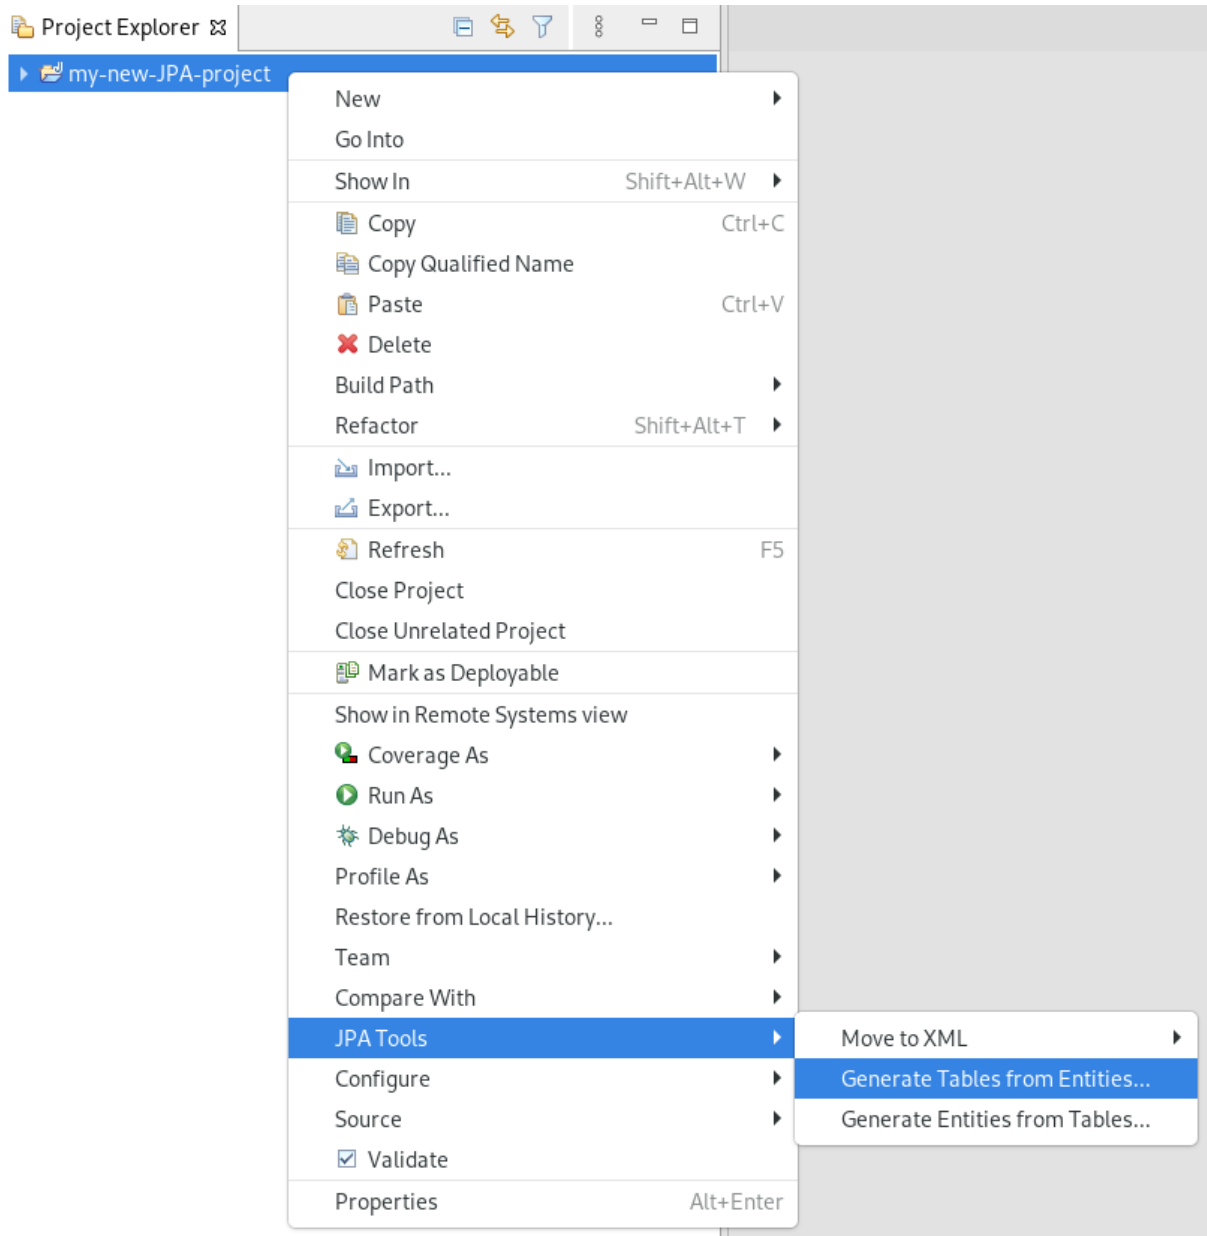 Project Explorer
my-new-JPA-project
New
Go Into
Show In Shift+Alt+W
Copy Ctrl+C
Copy Qualified Name
Paste Ctrl+V
Delete
Build Path
Refactor Shift+Alt+T
Import...
Export...
Refresh F5
Close Project
Close Unrelated Project
Mark as Deployable
Show in Remote Systems view
Coverage As
Run As
Debug As
Profile As
Restore from Local History...
Team
Compare With
JPA Tools
Move to XML
Generate Tables from Entities...
Generate Entities from Tables...
Configure
Source
Validate
Properties Alt+Enter